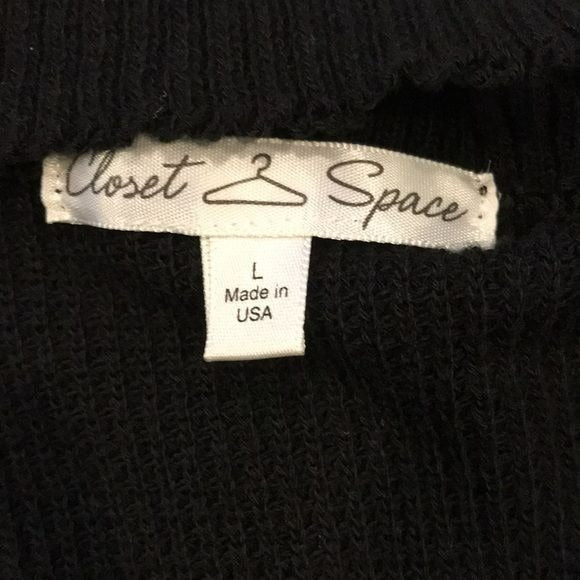 Closet Space
L
Made in
USA